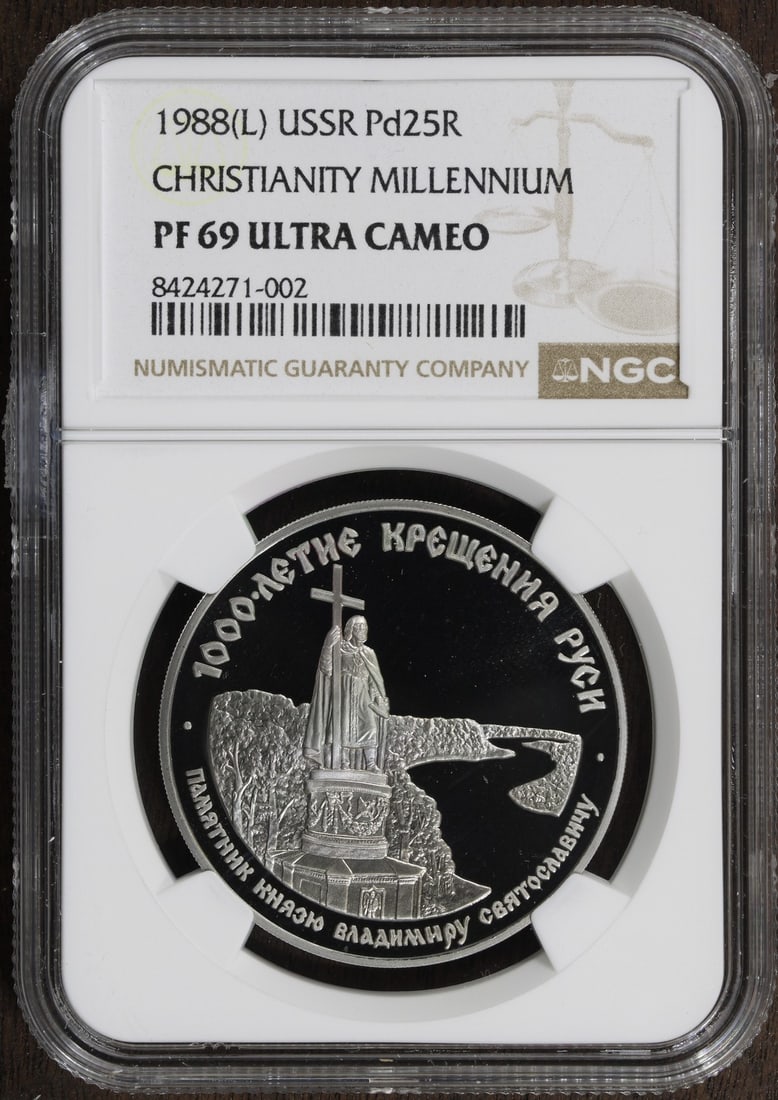 1988(L) USSR Pd25R
CHRISTIANITY MILLENNIUM
PF 69 ULTRA CAMEO
8424271-002
NUMISMATIC GUARANTY COMPANY
NGC
1000·ЛЕТИЕ КРЕЩЕНИЯ РУСИ
ПАМЯТНИК КНЯЗЮ ВЛАДИМИРУ СВЯТОСЛАВИЧУ